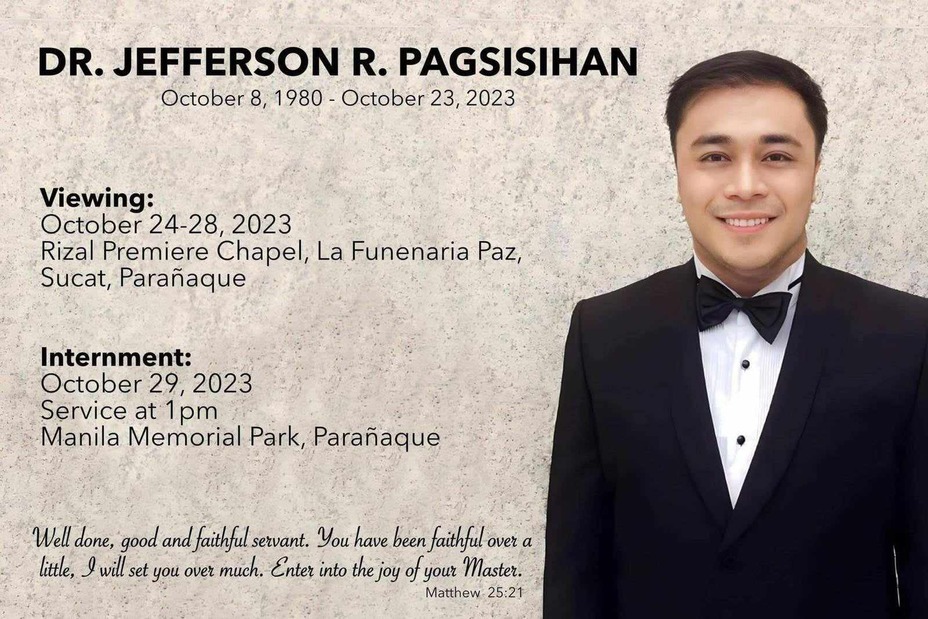 DR. JEFFERSON R. PAGSISIHAN
October 8, 1980 - October 23, 2023
Viewing:
October 24-28, 2023
Rizal Premiere Chapel, La Funenaria Paz,
Sucat, Parañaque
Internment:
October 29, 2023
Service at 1pm
Manila Memorial Park, Parañaque
Well done, good and faithful servant. You have been faithful over a
little, I will set you over much. Enter into the joy of your Master.
Matthew 25:21